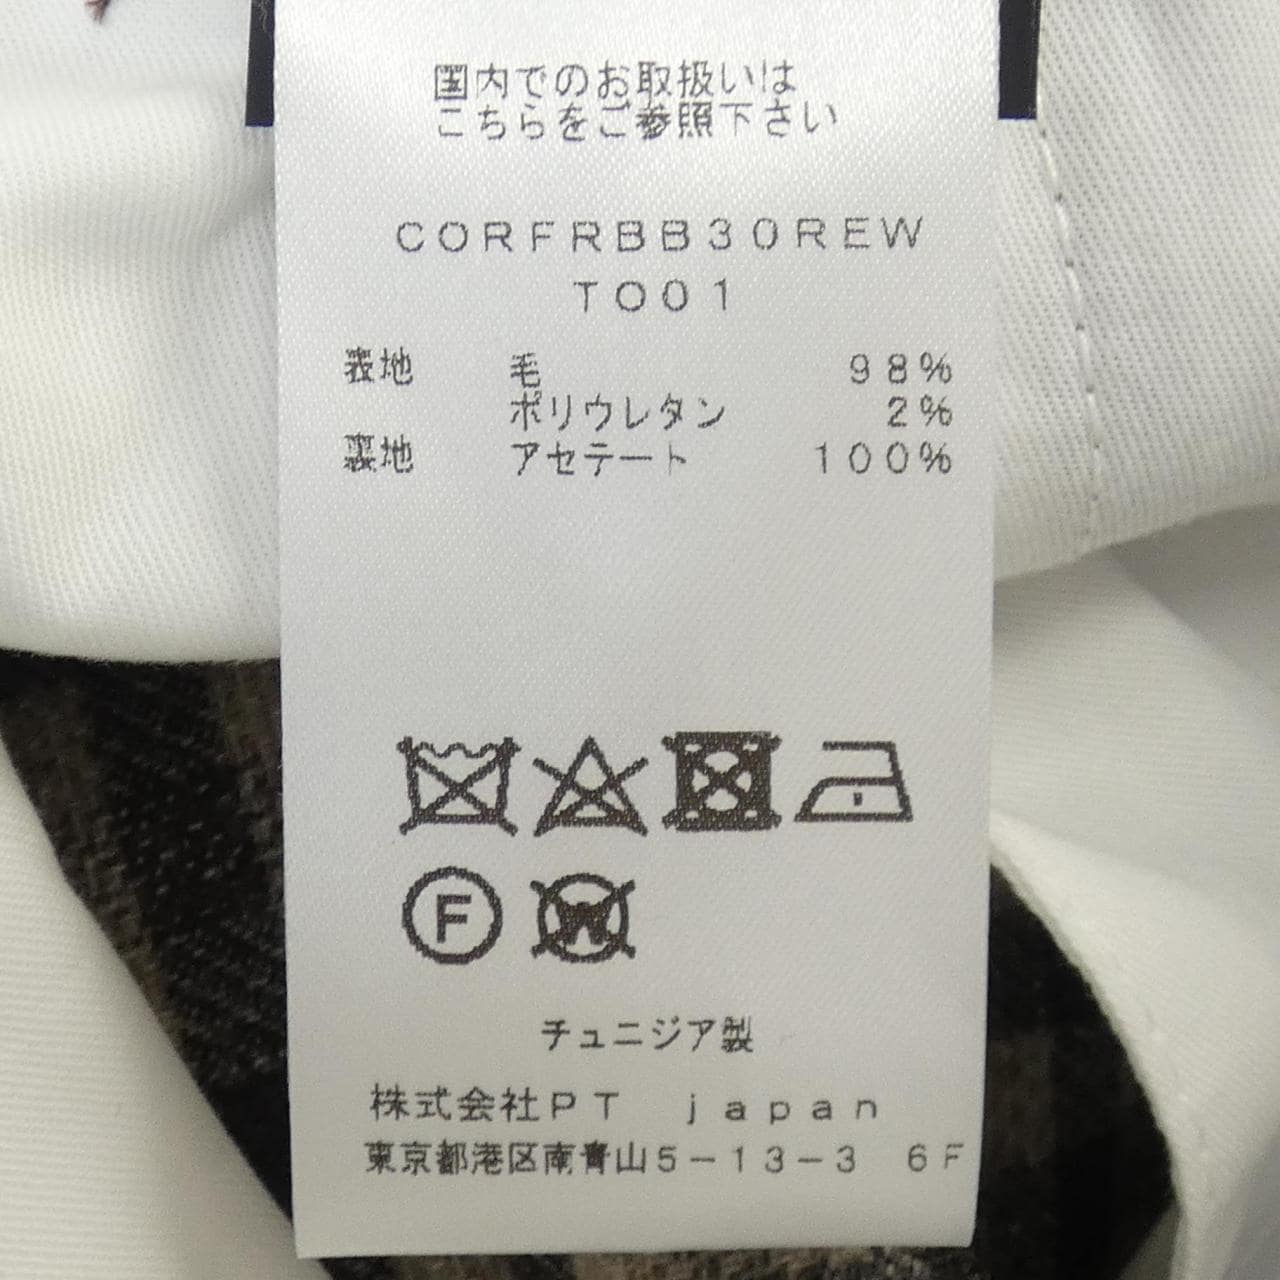 国内でのお取扱いは
こちらをご参照下さい
CORFRBB30REW
TO01
表地 毛 98%
ポリウレタン 2%
裏地 アセテート 100%
F W
チュニジア製
株式会社PT japan
東京都港区南青山5-13-3 6F